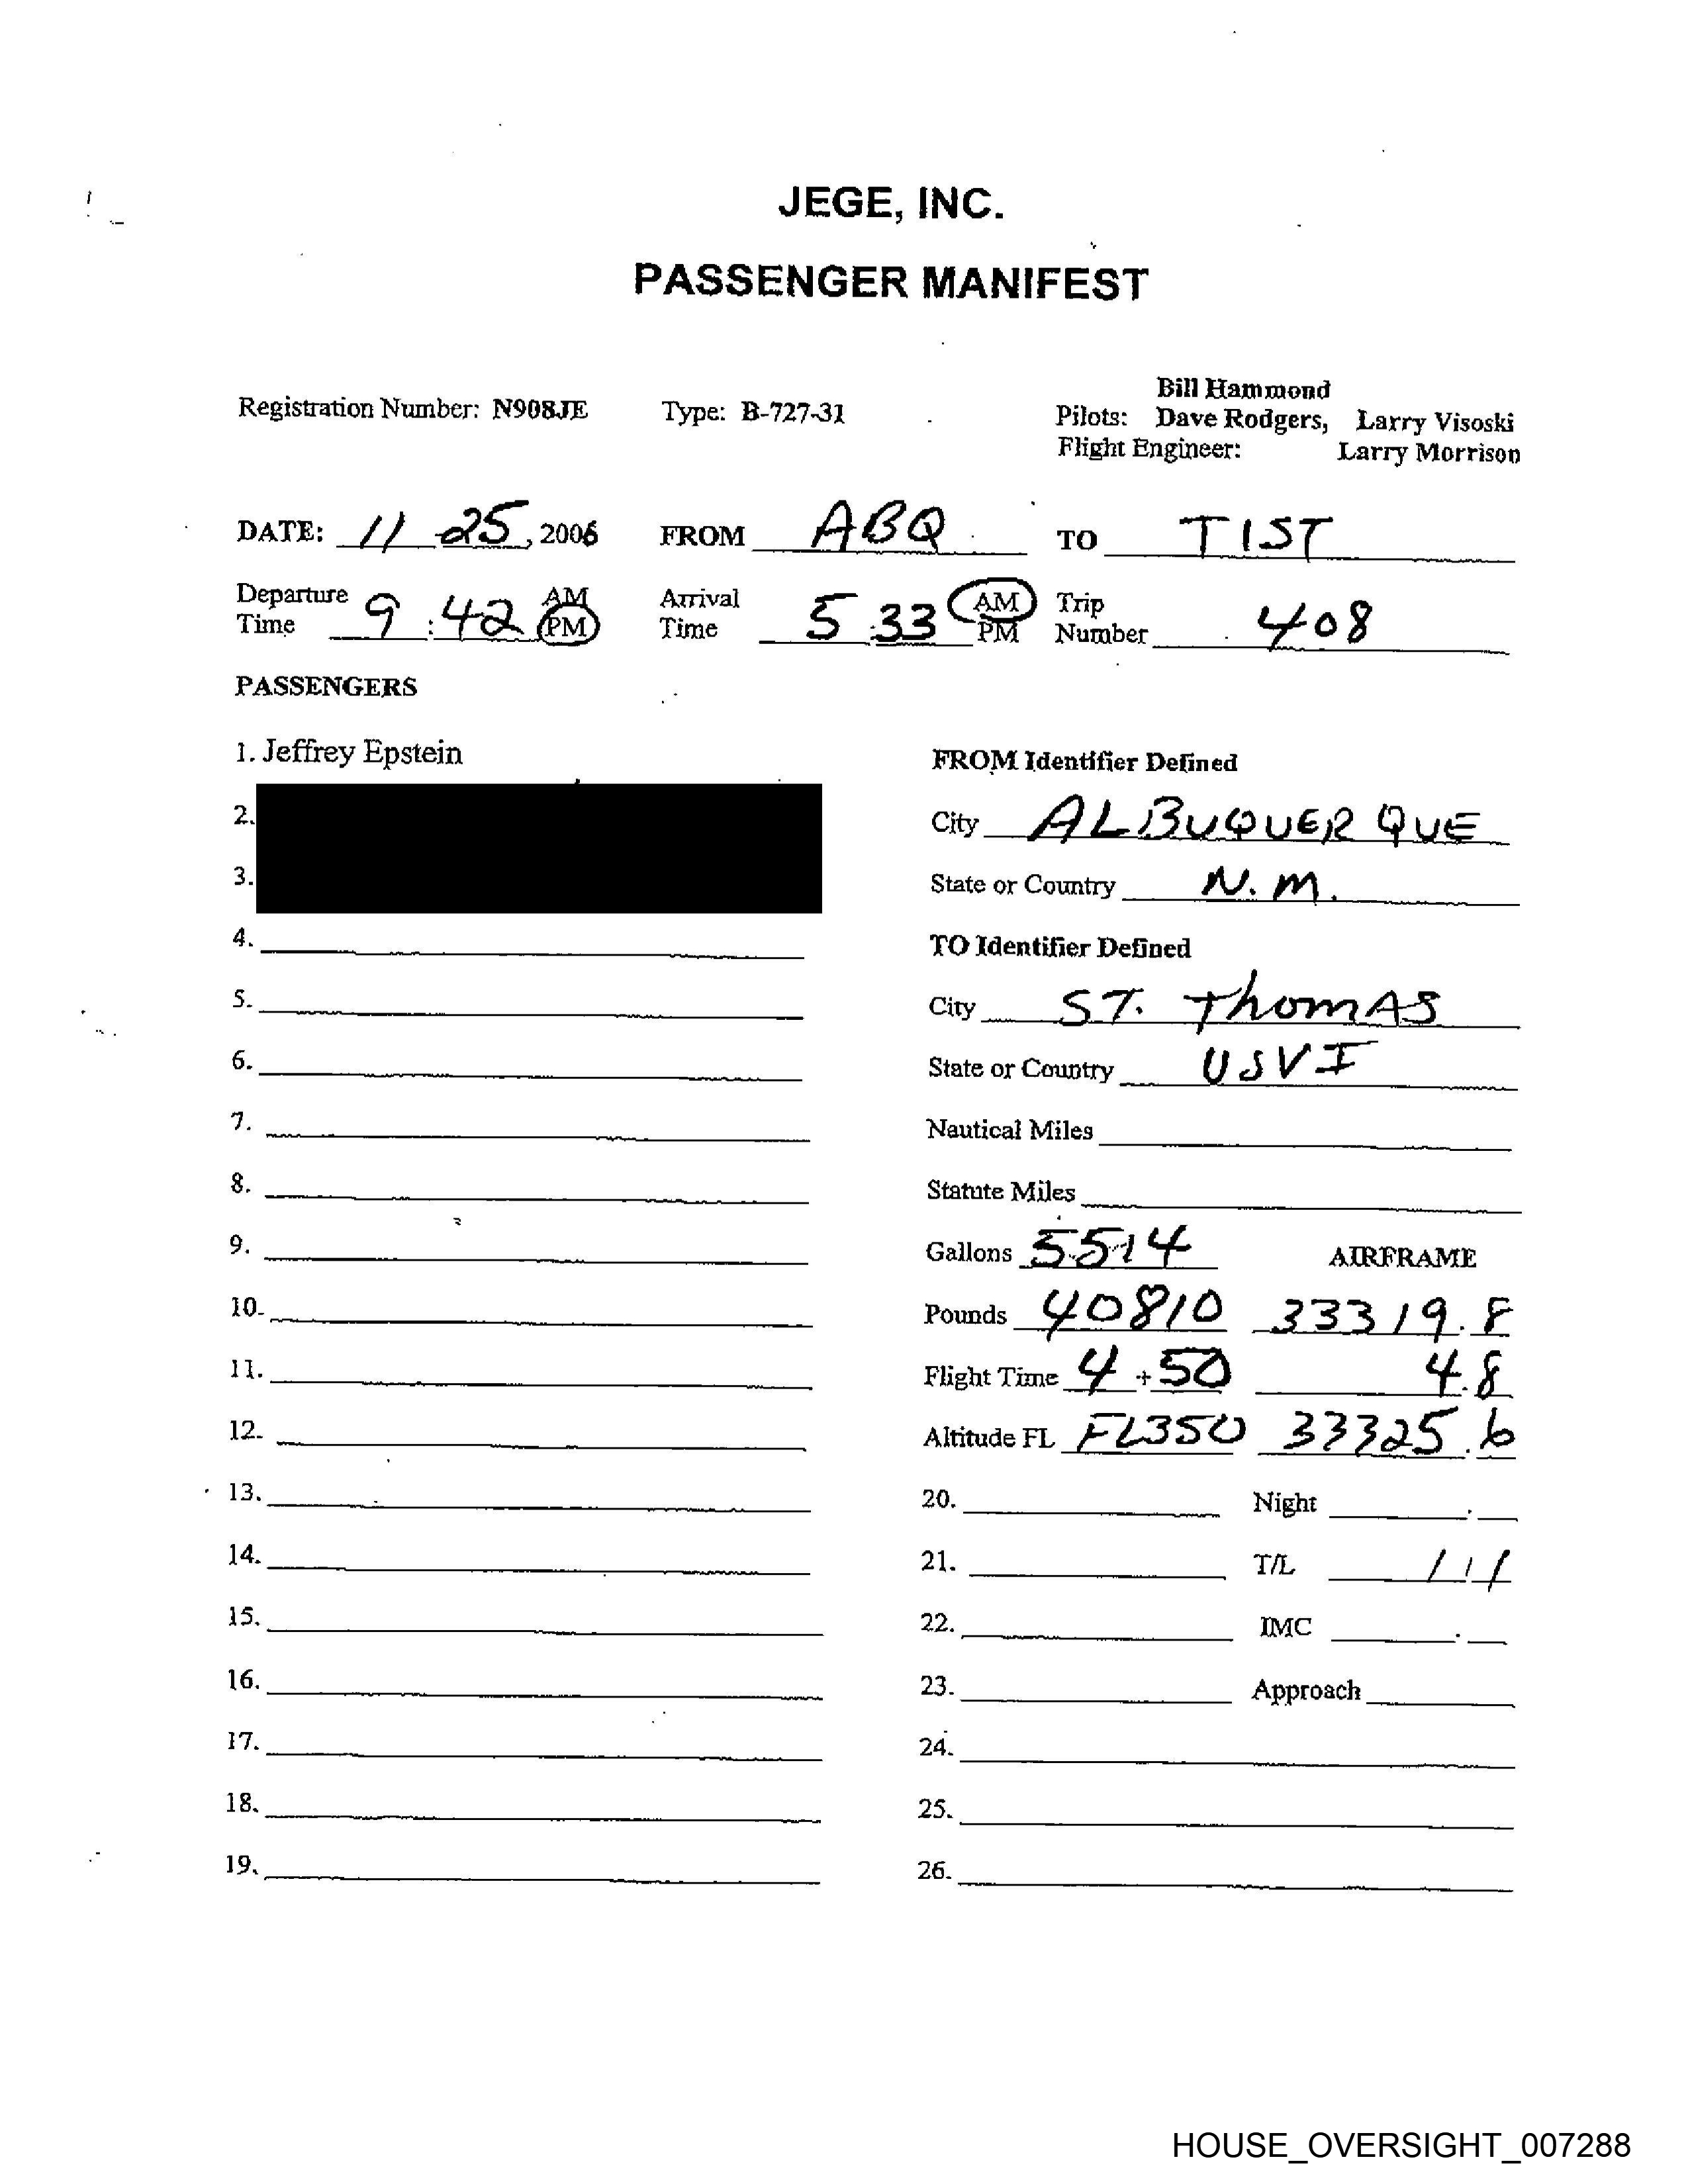 JEGE, INC.
PASSENGER MANIFEST
Bill Hammond
Registration Number: N908JE Type: B-727-31 Pilots: Dave Rodgers, Larry Visoski
Flight Engineer: Larry Morrison
DATE: 11 25, 2006 FROM ABQ TO TIST
Departure Time 9:42 AM PM Arrival Time 5:33 AM PM Trip Number 408
PASSENGERS
1. Jeffrey Epstein
2.
3.
4.
5.
6.
7.
8.
9.
10.
11.
12.
13.
14.
15.
16.
17.
18.
19.
FROM Identifier Defined
City ALBUQUERQUE
State or Country N.M.
TO Identifier Defined
City ST. ThomAS
State or Country USVI
Nautical Miles
Statute Miles
Gallons 5514 AIRFRAME
Pounds 40810 33319.8
Flight Time 4 + 50 4.8
Altitude FL FL350 33325.6
20. Night .
21. T/L 1 / 1
22. IMC .
23. Approach
24.
25.
26.
HOUSE_OVERSIGHT_007288